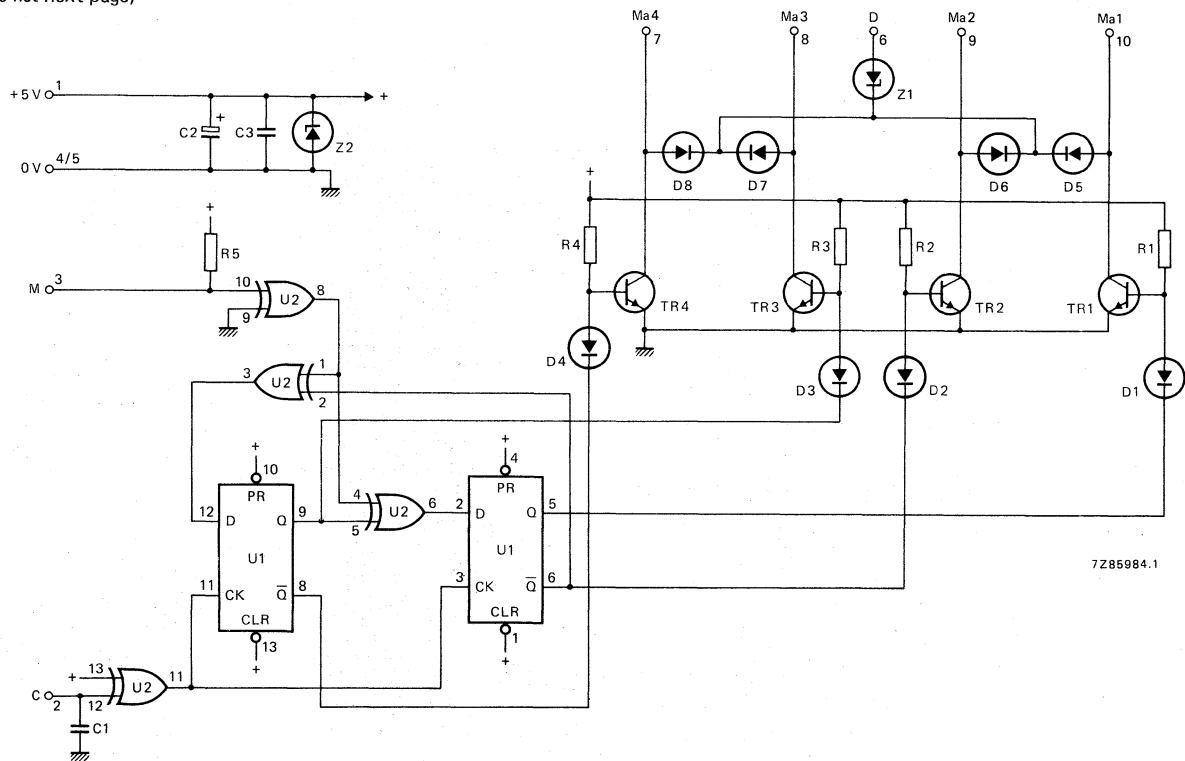 Ma4
Ma3
D
Ma2
Ma1
7
8
6
9
10
Z1
+5V
1
+
C2
+
C3
Z2
0V
4/5
D8
D7
D6
D5
+
R4
R3
R2
R1
+
R5
M
3
10
9
U2
8
TR4
TR3
TR2
TR1
D4
D3
D2
D1
3
U2
1
2
+
10
PR
12
D
Q
9
U1
11
CK
Q̅
8
CLR
13
+
4
5
U2
6
+
4
PR
2
D
Q
5
U1
3
CK
Q̅
6
CLR
1
+
7Z85984.1
+
13
12
U2
11
C
2
C1